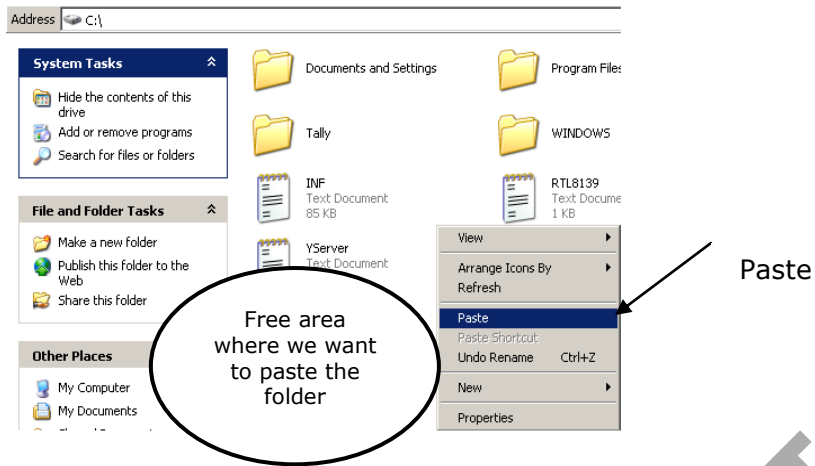 Address C:\
System Tasks
Hide the contents of this
drive
Add or remove programs
Search for files or folders
File and Folder Tasks
Make a new folder
Publish this folder to the
Web
Share this folder
Other Places
My Computer
My Documents
Documents and Settings
Program Files
Tally
WINDOWS
INF
Text Document
85 KB
RTL8139
Text Docume
1 KB
YServer
Text Document
View
Arrange Icons By
Refresh
Paste
Paste Shortcut
Undo Rename Ctrl+Z
New
Properties
Free area
where we want
to paste the
folder
Paste